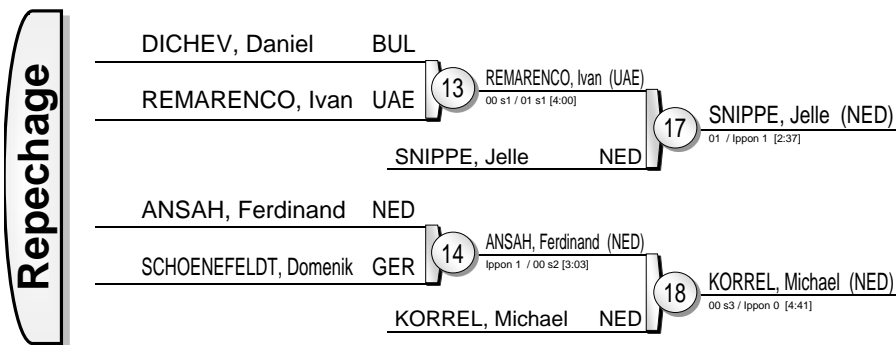 Repechage
DICHEV, Daniel BUL
REMARENCO, Ivan UAE
13
REMARENCO, Ivan (UAE)
00 s1 / 01 s1 [4:00]
SNIPPE, Jelle NED
17
SNIPPE, Jelle (NED)
01 / Ippon 1 [2:37]
ANSAH, Ferdinand NED
SCHOENEFELDT, Domenik GER
14
ANSAH, Ferdinand (NED)
Ippon 1 / 00 s2 [3:03]
KORREL, Michael NED
18
KORREL, Michael (NED)
00 s3 / Ippon 0 [4:41]